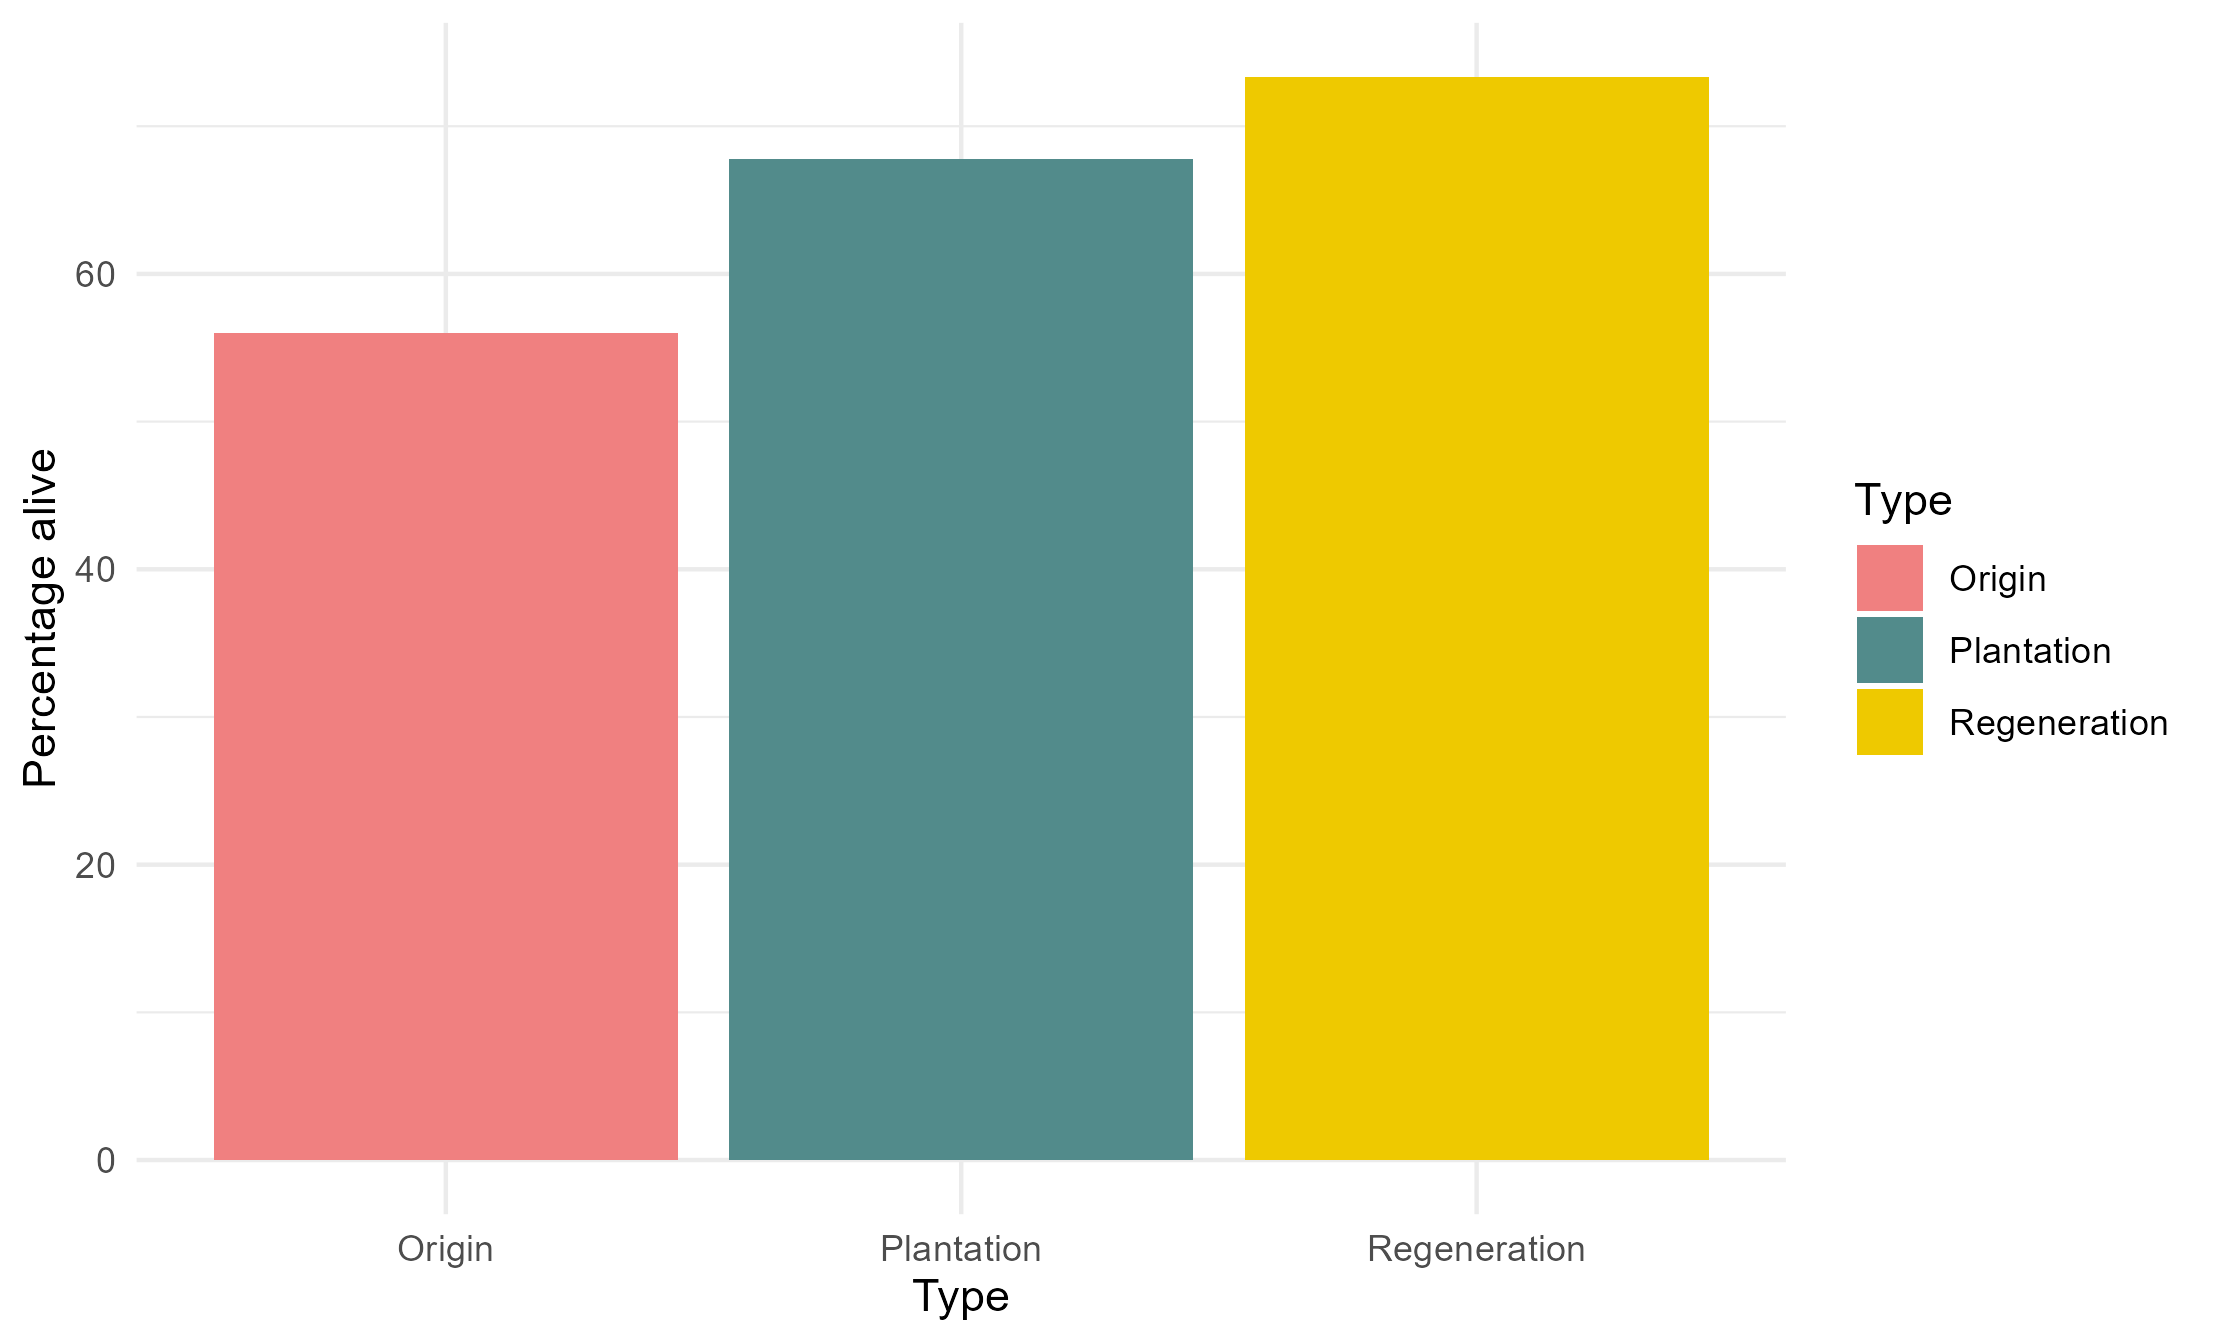 Percentage alive
60
40
20
0
Origin
Plantation
Regeneration
Type
Type
Origin
Plantation
Regeneration